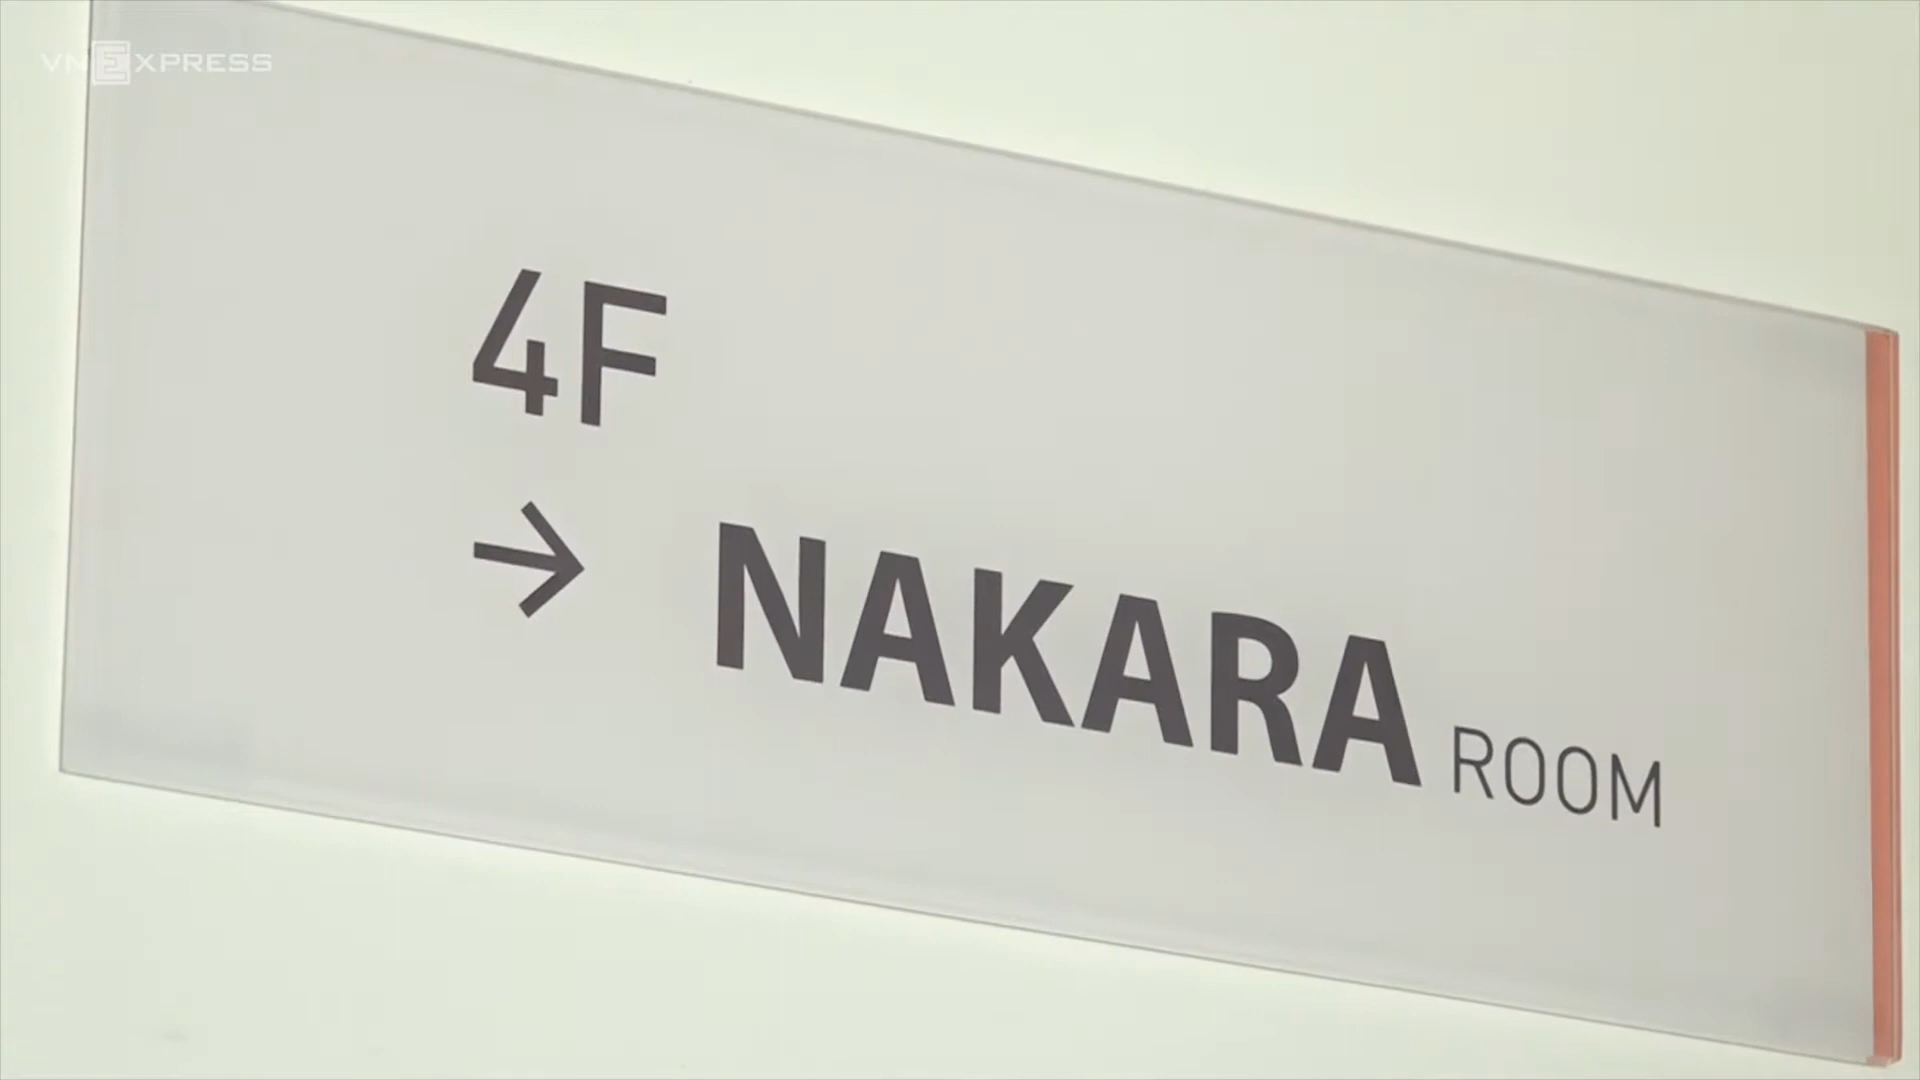 VNEXPRESS
4F
→ NAKARA ROOM